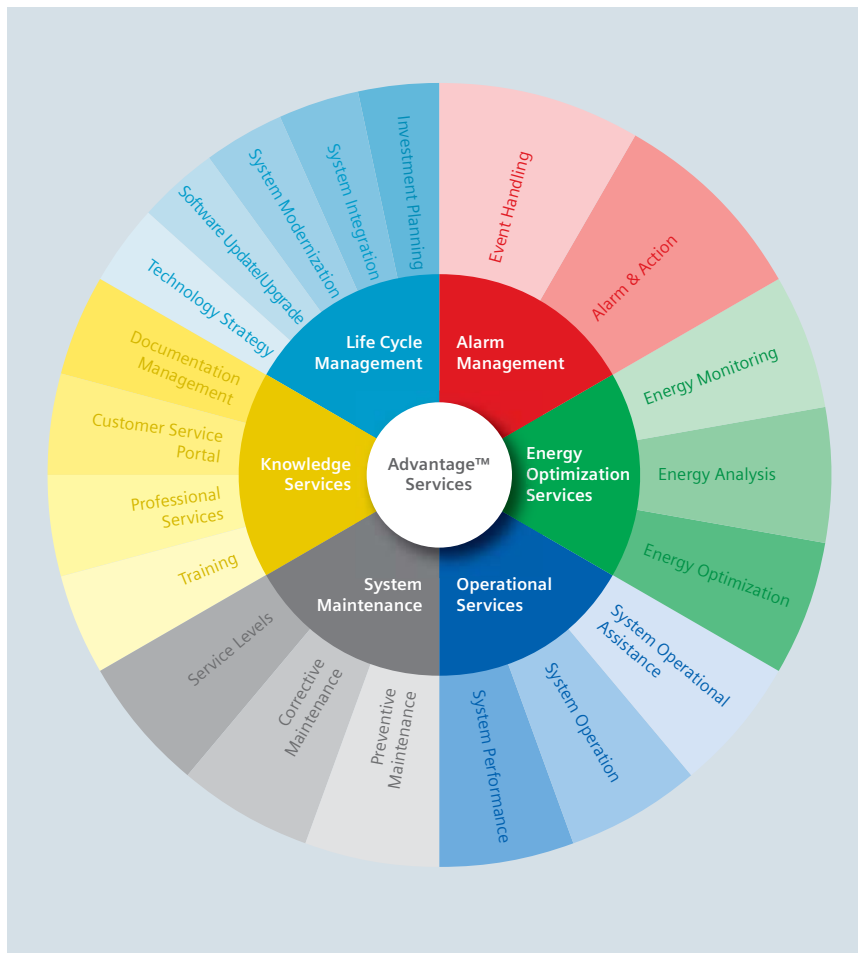 Advantage™
Services
Alarm
Management
Event Handling
Alarm & Action
Energy
Optimization
Services
Energy Monitoring
Energy Analysis
Energy Optimization
Operational
Services
System Operational
Assistance
System Operation
System Performance
System
Maintenance
Preventive
Maintenance
Corrective
Maintenance
Service Levels
Knowledge
Services
Training
Professional
Services
Customer Service
Portal
Documentation
Management
Life Cycle
Management
Technology Strategy
Software Update/Upgrade
System Modernization
System Integration
Investment Planning